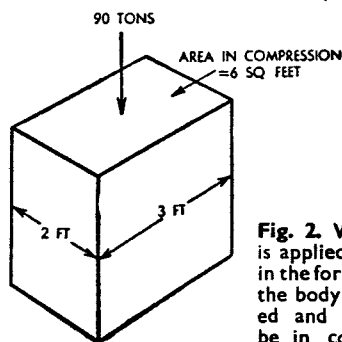 90 TONS
AREA IN COMPRESSION
=6 SQ FEET
2 FT
3 FT
Fig. 2.
is applied
in the for
the body
ed and
be in co